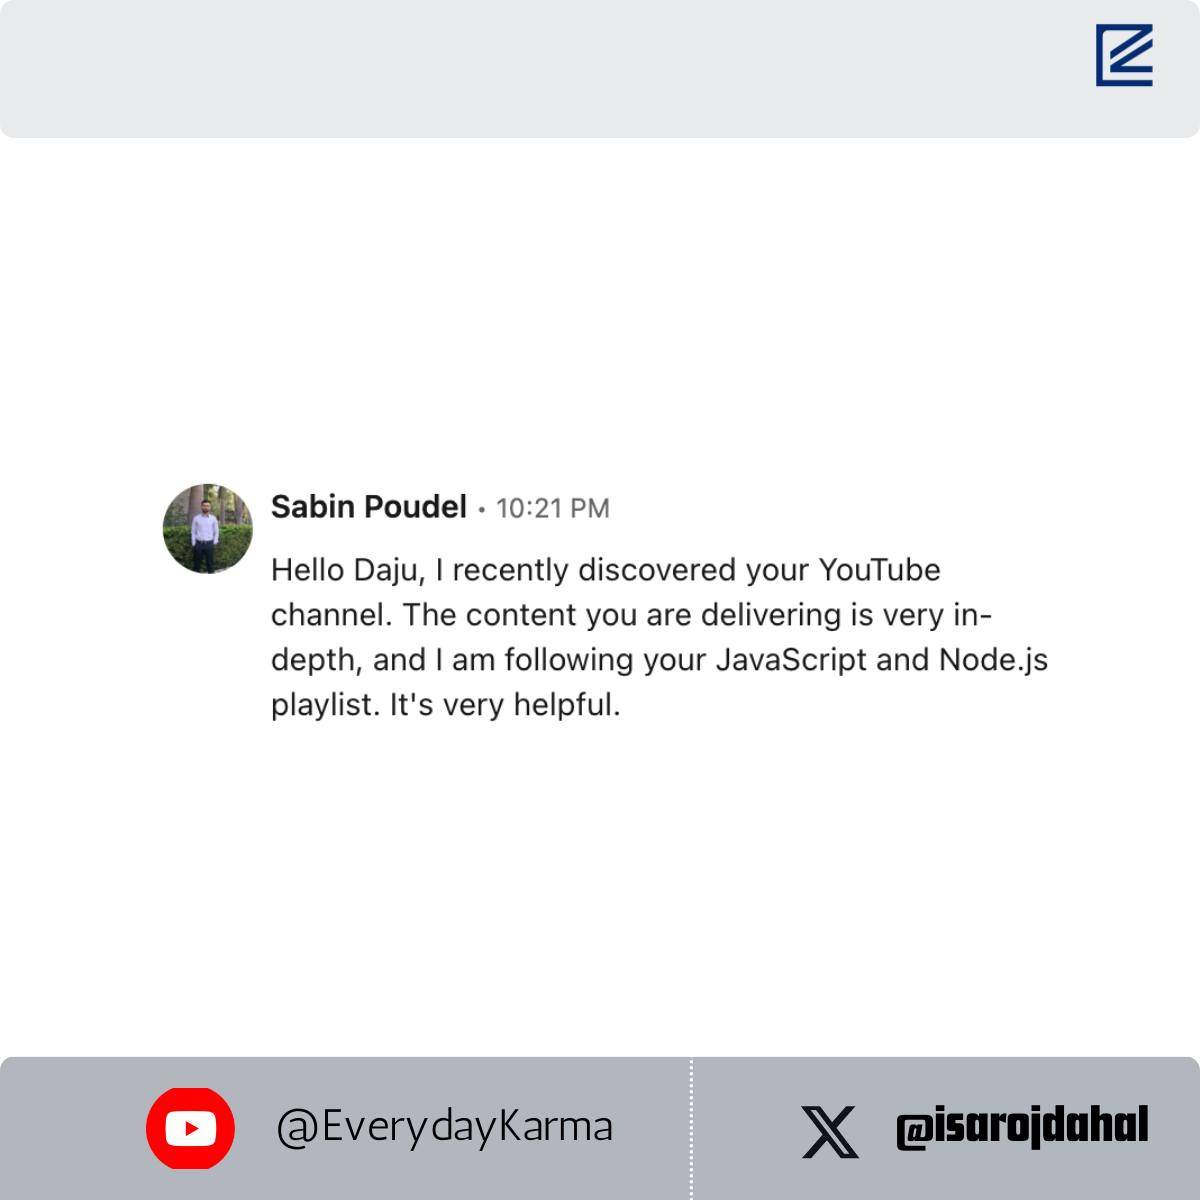 Sabin Poudel • 10:21 PM
Hello Daju, I recently discovered your YouTube
channel. The content you are delivering is very in-
depth, and I am following your JavaScript and Node.js
playlist. It's very helpful.
@EverydayKarma
@isarojdahal